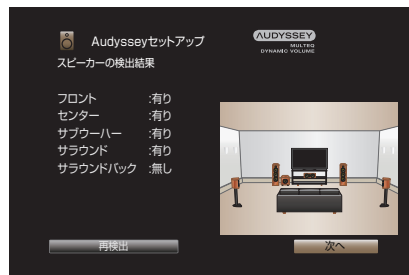 Audysseyセットアップ
AUDYSSEY
MULTEQ
DYNAMIC VOLUME
スピーカーの検出結果
フロント :有り
センター :有り
サブウーハー :有り
サラウンド :有り
サラウンドバック :無し
再検出
次へ